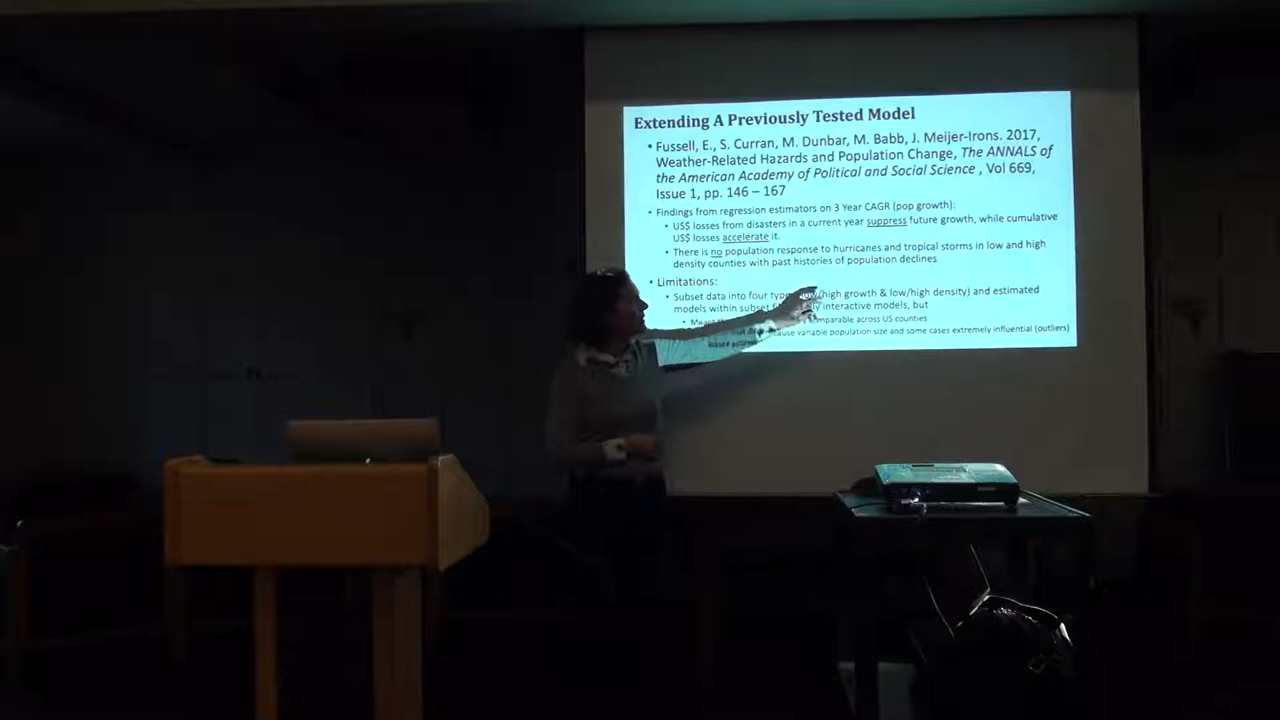 Extending A Previously Tested Model
• Fussell, E., S. Curran, M. Dunbar, M. Babb, J. Meijer-Irons. 2017,
Weather-Related Hazards and Population Change, The ANNALS of
the American Academy of Political and Social Science , Vol 669,
Issue 1, pp. 146 – 167
• Findings from regression estimators on 3 Year CAGR (pop growth):
• US$ losses from disasters in a current year suppress future growth, while cumulative
US$ losses accelerate it.
• There is no population response to hurricanes and tropical storms in low and high
density counties with past histories of population declines
• Limitations:
• Subset data into four types /high growth & low/high density) and estimated
models within subset interactive models, but
• comparable across US counties
variable population size and some cases extremely influential (outliers)